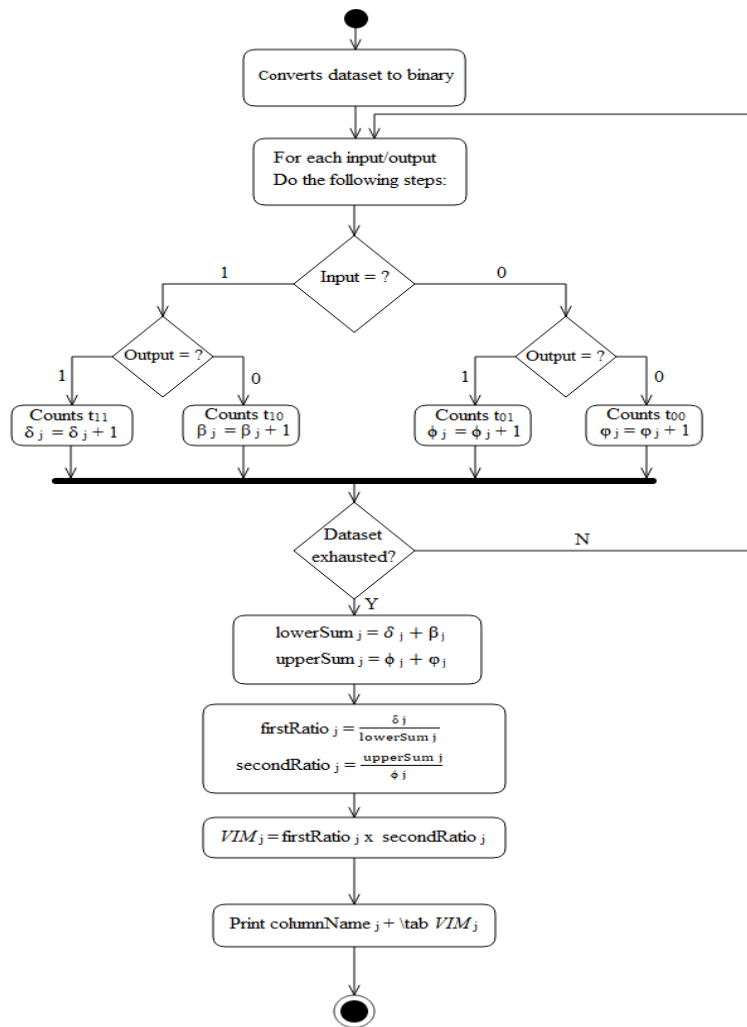 Converts dataset to binary
For each input/output
Do the following steps:
Input = ?
1
0
Output = ?
Output = ?
1
0
1
0
Counts t11
δ j = δ j + 1
Counts t10
β j = β j + 1
Counts t01
ϕ j = ϕ j + 1
Counts t00
φ j = φ j + 1
Dataset
exhausted?
N
Y
lowerSum j = δ j + β j
upperSum j = ϕ j + φ j
firstRatio j = δ j / lowerSum j
secondRatio j = upperSum j / ϕ j
VIM j = firstRatio j x secondRatio j
Print columnName j + \tab VIM j